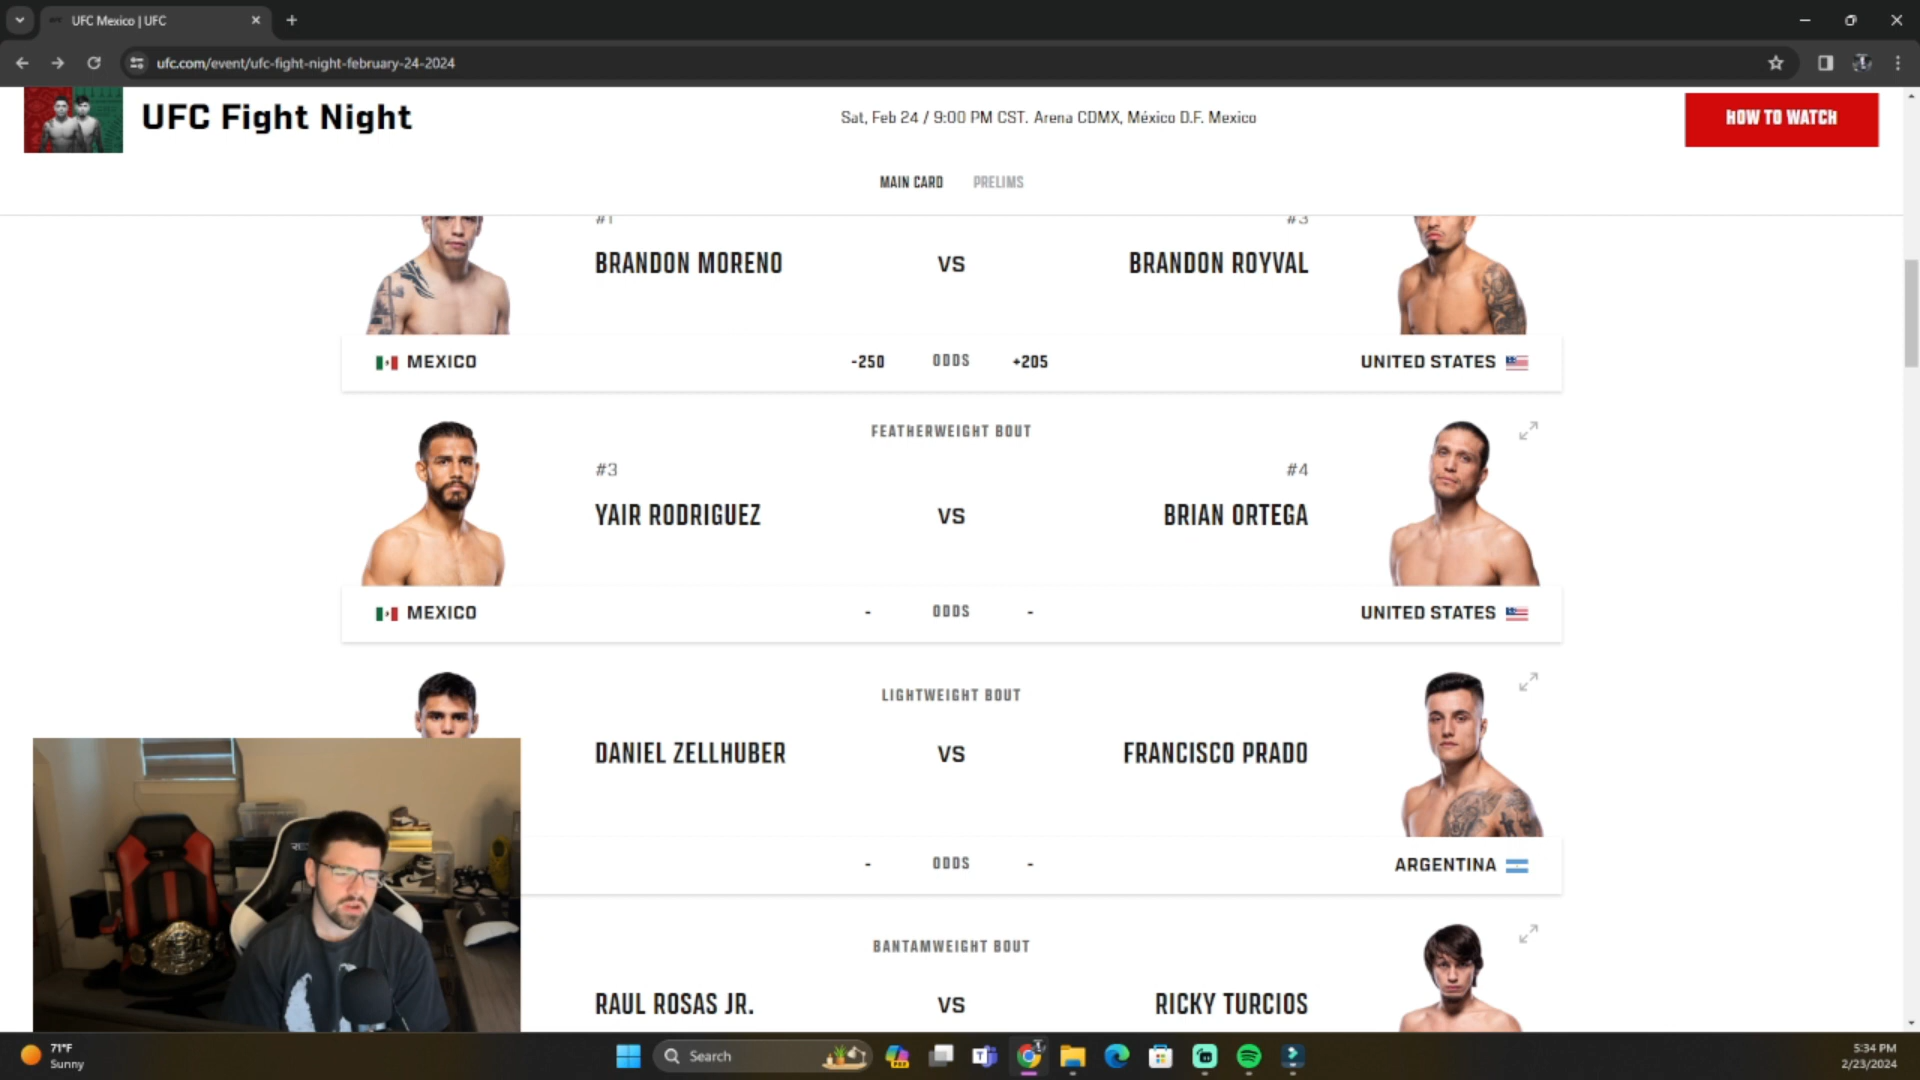 UFC Mexico | UFC
ufc.com/event/ufc-fight-night-february-24-2024
UFC Fight Night
Sat, Feb 24 / 9:00 PM CST. Arena CDMX, México D.F. Mexico
HOW TO WATCH
MAIN CARD PRELIMS
#1 #3
BRANDON MORENO VS BRANDON ROYVAL
MEXICO -250 ODDS +205 UNITED STATES
FEATHERWEIGHT BOUT
#3 #4
YAIR RODRIGUEZ VS BRIAN ORTEGA
MEXICO - ODDS - UNITED STATES
LIGHTWEIGHT BOUT
DANIEL ZELLHUBER VS FRANCISCO PRADO
- ODDS - ARGENTINA
BANTAMWEIGHT BOUT
RAUL ROSAS JR. VS RICKY TURCIOS
71°F
Sunny
Search
5:34 PM
2/23/2024